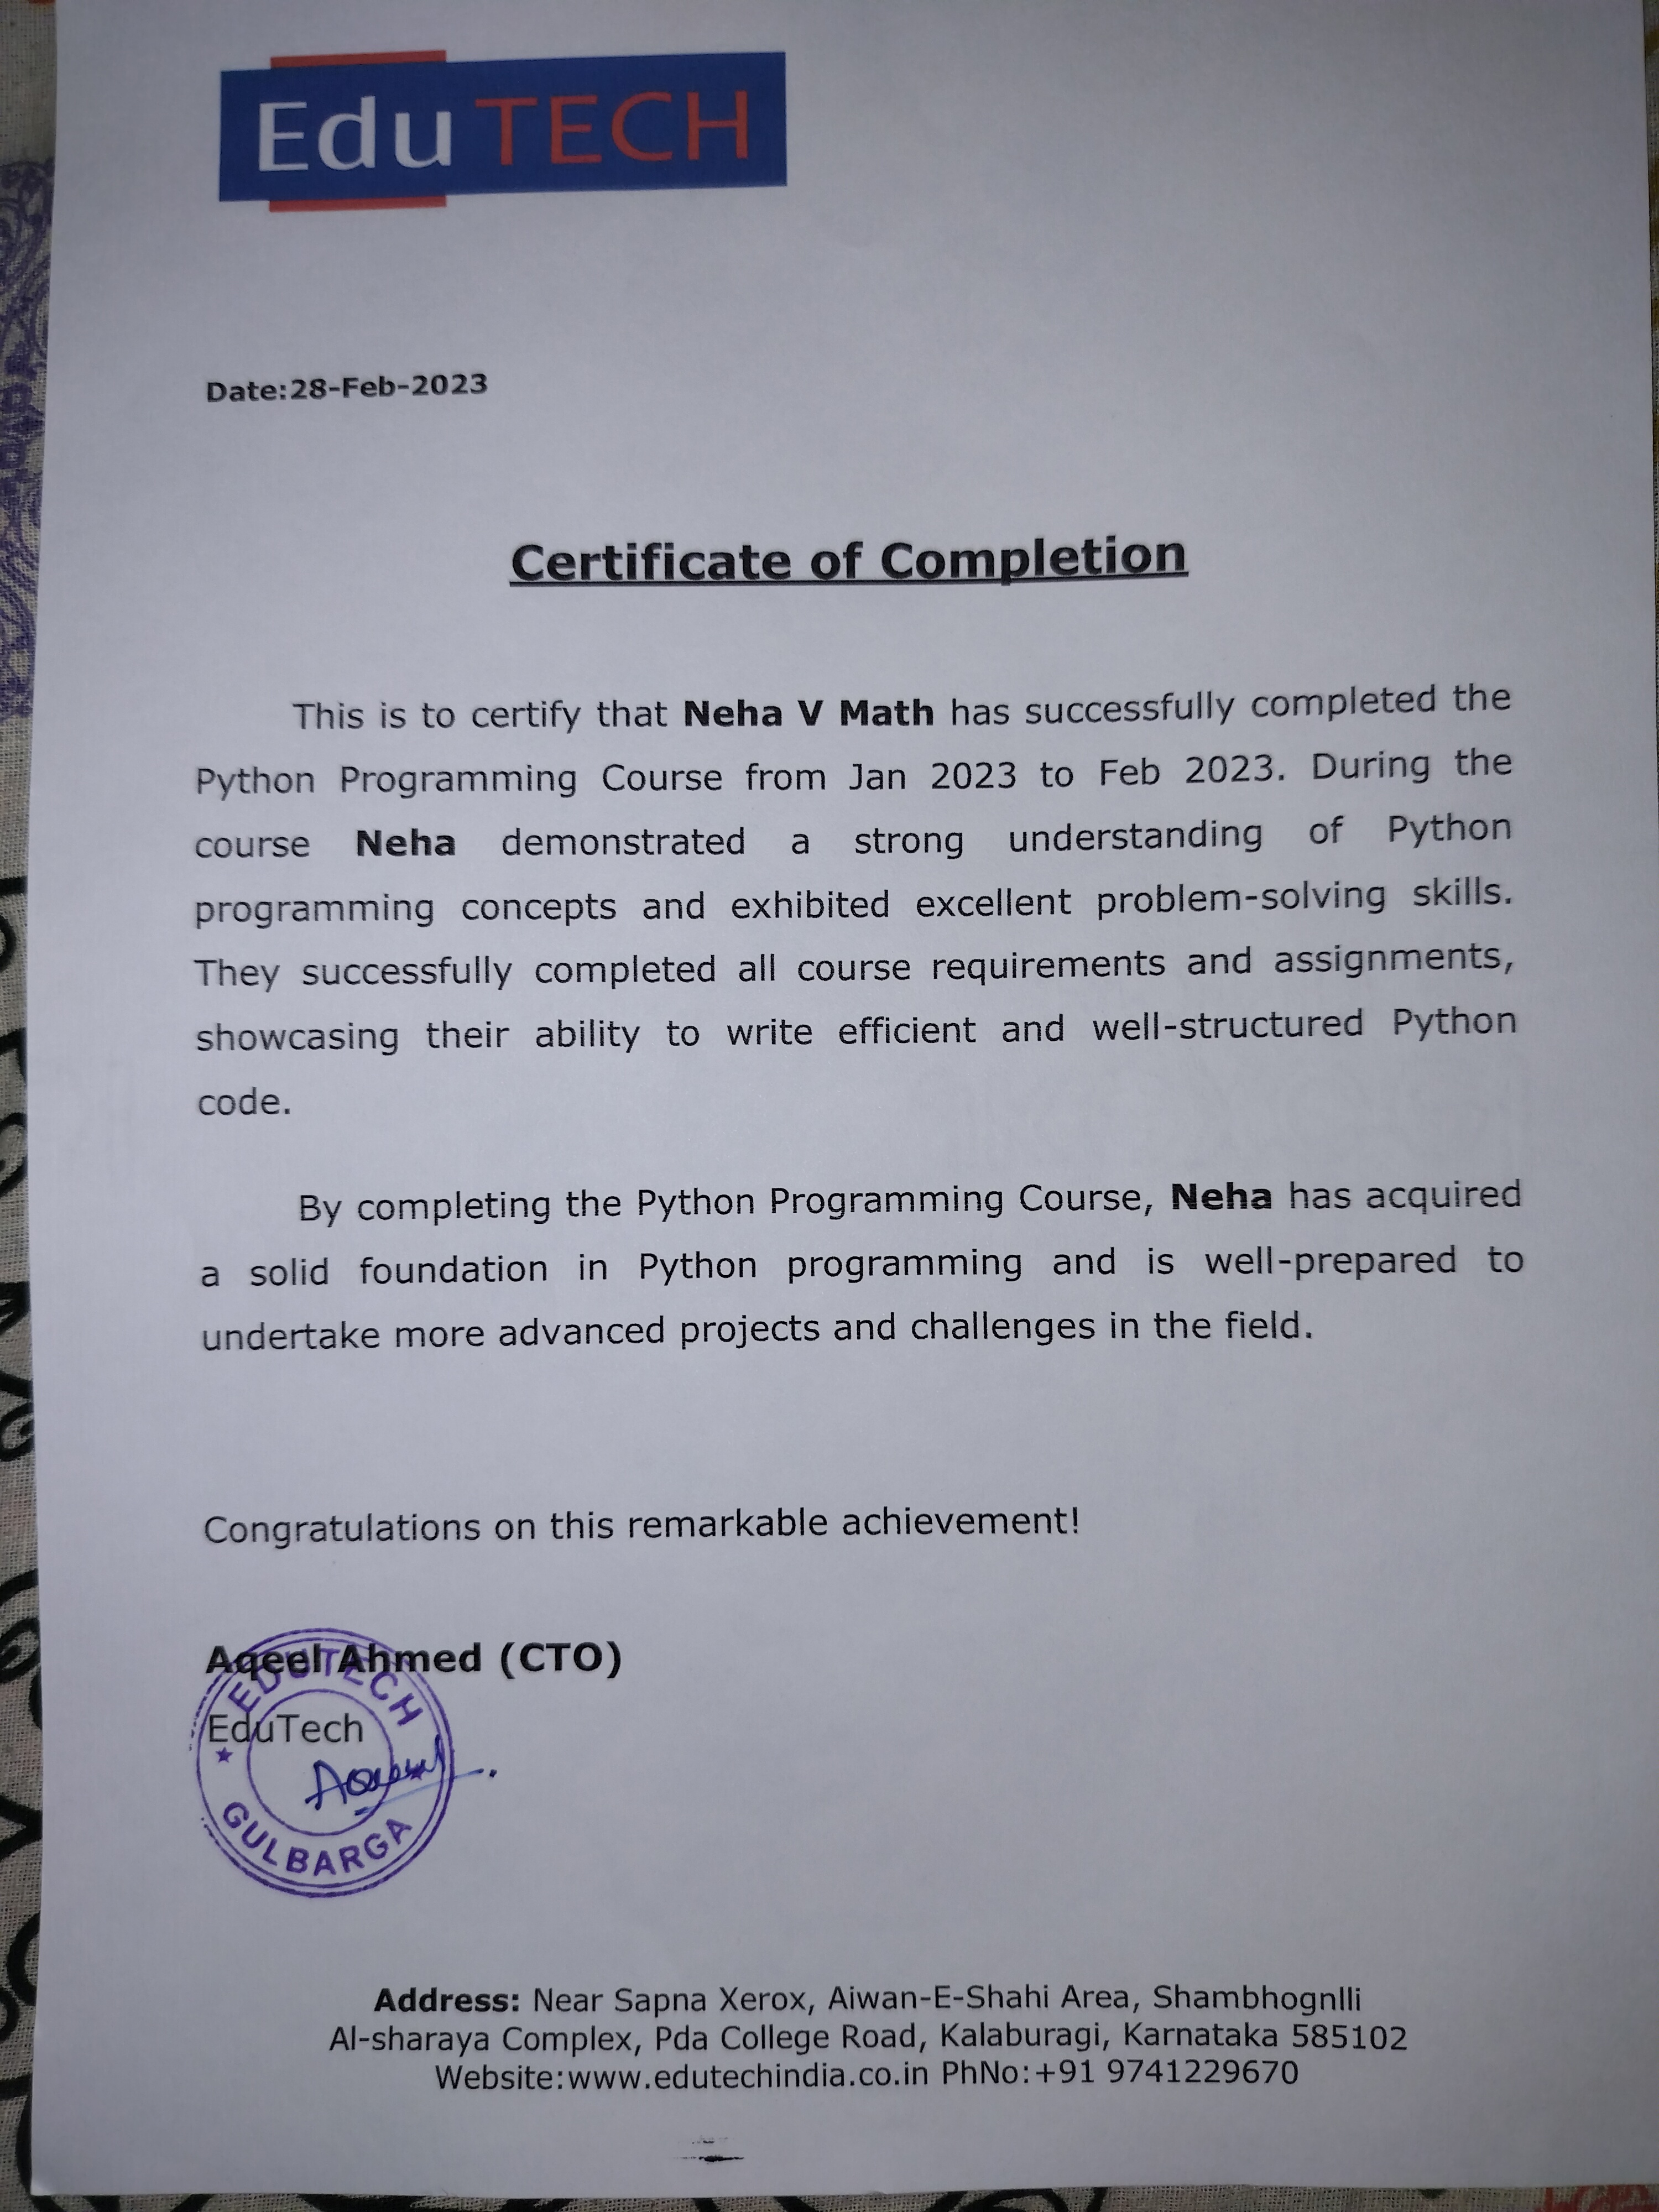 Edu TECH
Date:28-Feb-2023
Certificate of Completion
This is to certify that Neha V Math has successfully completed the
Python Programming Course from Jan 2023 to Feb 2023. During the
course Neha demonstrated a strong understanding of Python
programming concepts and exhibited excellent problem-solving skills.
They successfully completed all course requirements and assignments,
showcasing their ability to write efficient and well-structured Python
code.
By completing the Python Programming Course, Neha has acquired
a solid foundation in Python programming and is well-prepared to
undertake more advanced projects and challenges in the field.
Congratulations on this remarkable achievement!
Aqeel Ahmed (CTO)
EduTech
EDUTECH
GULBARGA
Address: Near Sapna Xerox, Aiwan-E-Shahi Area, Shambhognlli
Al-sharaya Complex, Pda College Road, Kalaburagi, Karnataka 585102
Website:www.edutechindia.co.in PhNo:+91 9741229670